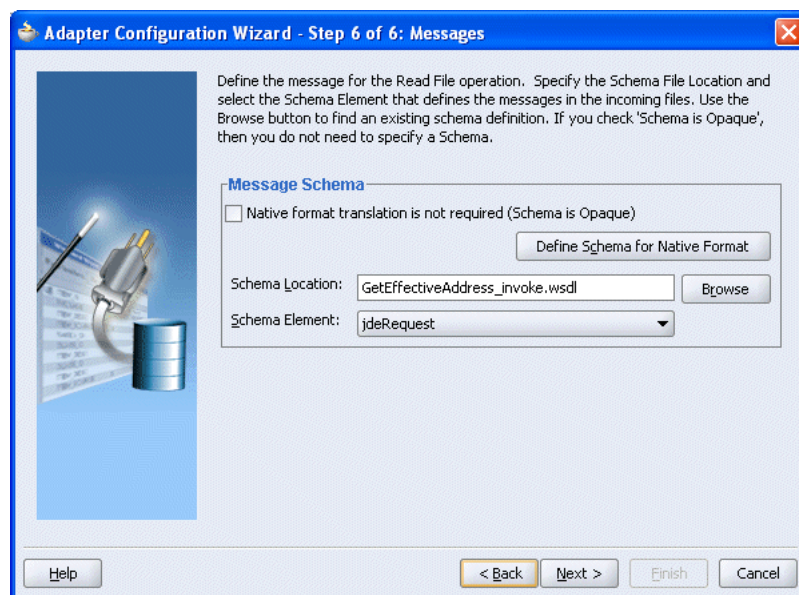 Adapter Configuration Wizard - Step 6 of 6: Messages
Define the message for the Read File operation. Specify the Schema File Location and
select the Schema Element that defines the messages in the incoming files. Use the
Browse button to find an existing schema definition. If you check 'Schema is Opaque',
then you do not need to specify a Schema.
Message Schema
Native format translation is not required (Schema is Opaque)
Define Schema for Native Format
Schema Location: GetEffectiveAddress_invoke.wsdl Browse
Schema Element: jdeRequest
Help < Back Next > Finish Cancel